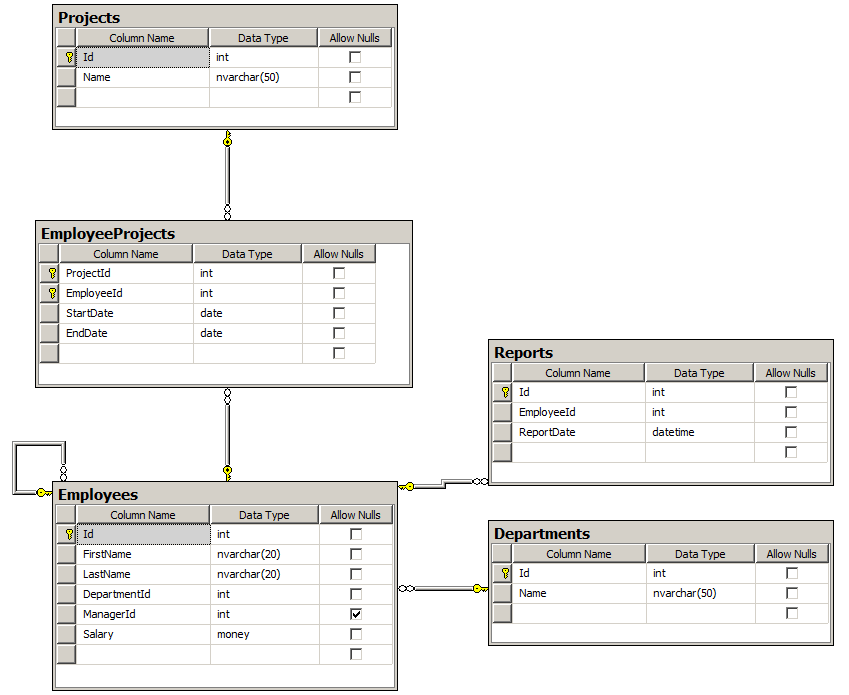 Projects
Column Name Data Type Allow Nulls
Id int
Name nvarchar(50)
EmployeeProjects
Column Name Data Type Allow Nulls
ProjectId int
EmployeeId int
StartDate date
EndDate date
Reports
Column Name Data Type Allow Nulls
Id int
EmployeeId int
ReportDate datetime
Employees
Column Name Data Type Allow Nulls
Id int
FirstName nvarchar(20)
LastName nvarchar(20)
DepartmentId int
ManagerId int
Salary money
Departments
Column Name Data Type Allow Nulls
Id int
Name nvarchar(50)